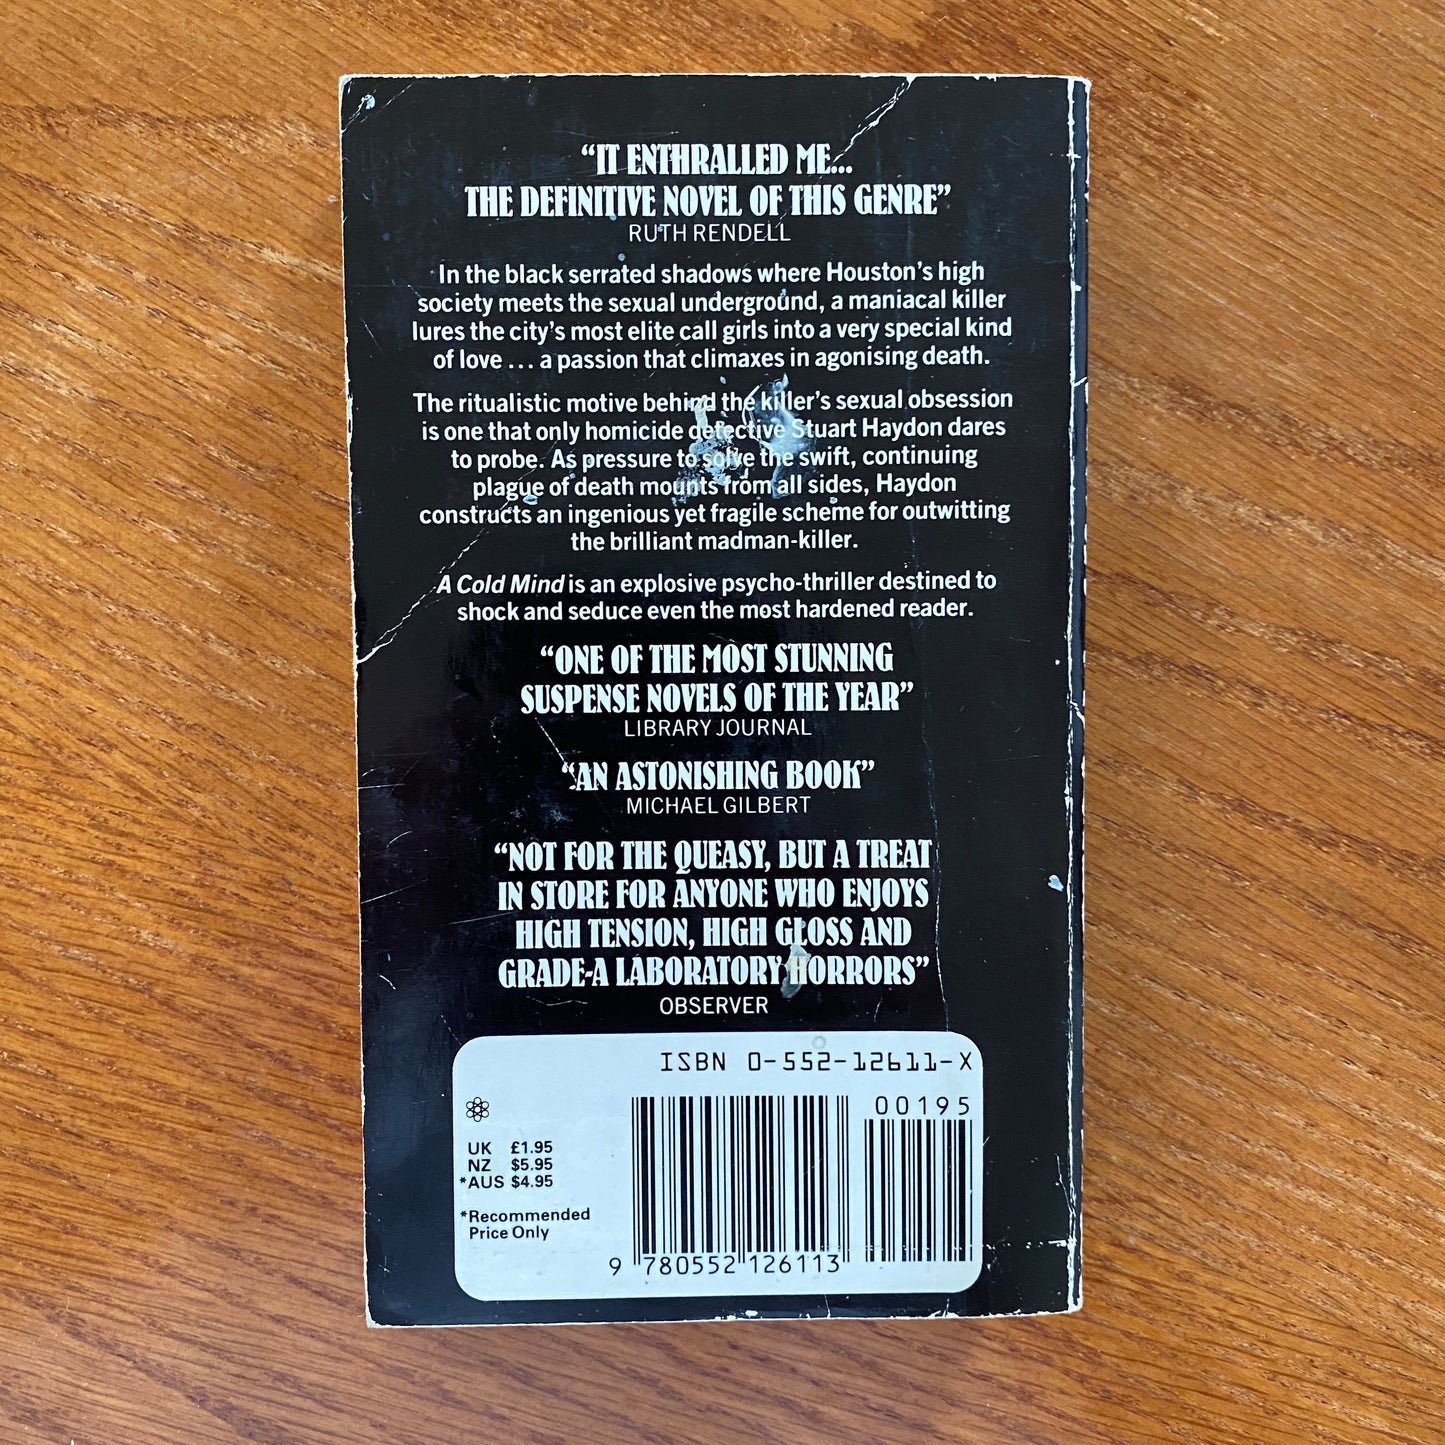 “IT ENTHRALLED ME...
THE DEFINITIVE NOVEL OF THIS GENRE”
RUTH RENDELL
In the black serrated shadows where Houston’s high
society meets the sexual underground, a maniacal killer
lures the city’s most elite call girls into a very special kind
of love ... a passion that climaxes in agonising death.
The ritualistic motive behind the killer’s sexual obsession
is one that only homicide detective Stuart Haydon dares
to probe. As pressure to solve the swift, continuing
plague of death mounts from all sides, Haydon
constructs an ingenious yet fragile scheme for outwitting
the brilliant madman-killer.
A Cold Mind is an explosive psycho-thriller destined to
shock and seduce even the most hardened reader.
“ONE OF THE MOST STUNNING
SUSPENSE NOVELS OF THE YEAR”
LIBRARY JOURNAL
“AN ASTONISHING BOOK”
MICHAEL GILBERT
“NOT FOR THE QUEASY, BUT A TREAT
IN STORE FOR ANYONE WHO ENJOYS
HIGH TENSION, HIGH GLOSS AND
GRADE-A LABORATORY HORRORS”
OBSERVER
ISBN 0-552-12611-X
00195
UK £1.95
NZ $5.95
*AUS $4.95
*Recommended
Price Only
9 780552 126113